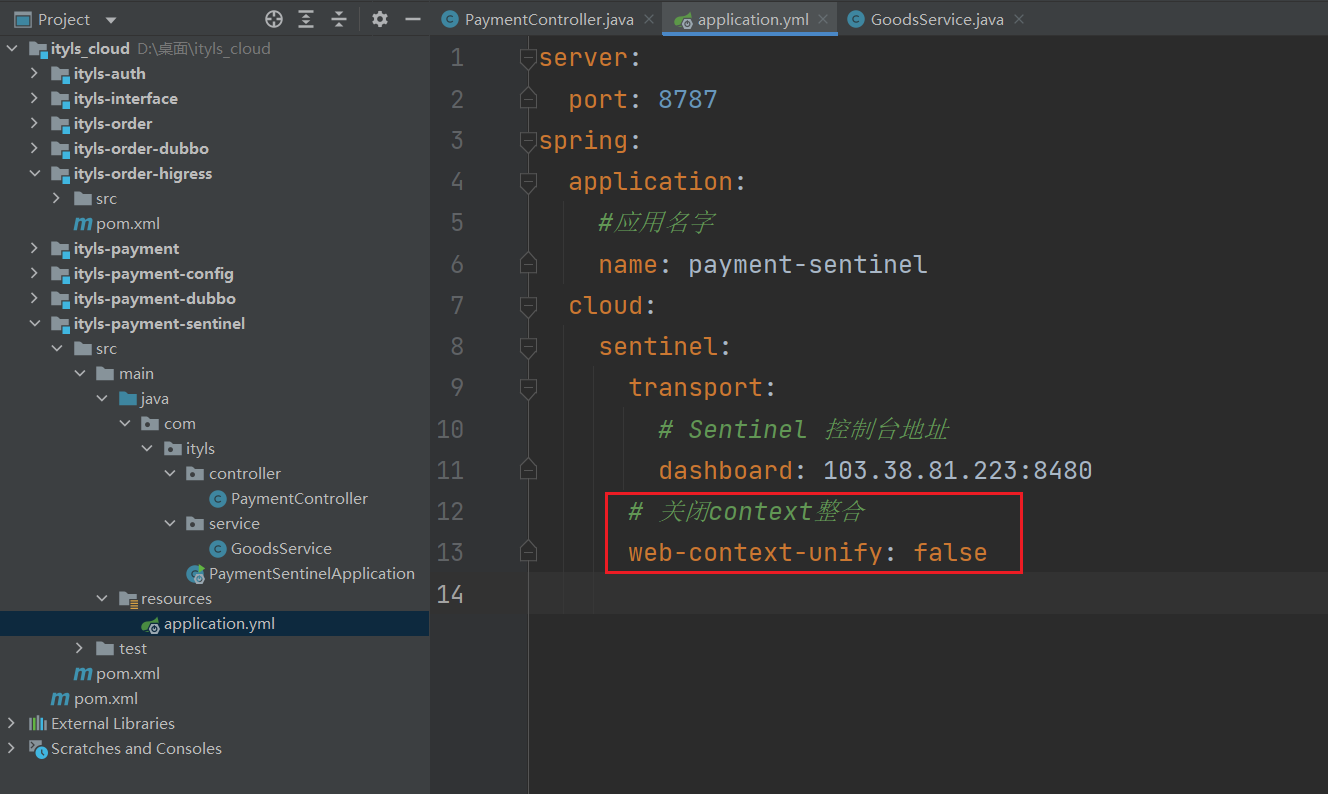 Project
PaymentController.java
application.yml
GoodsService.java
ityls_cloud D:\桌面\ityls_cloud
ityls-auth
ityls-interface
ityls-order
ityls-order-dubbo
ityls-order-higress
src
pom.xml
ityls-payment
ityls-payment-config
ityls-payment-dubbo
ityls-payment-sentinel
src
main
java
com
ityls
controller
PaymentController
service
GoodsService
PaymentSentinelApplication
resources
application.yml
test
pom.xml
pom.xml
External Libraries
Scratches and Consoles
1 server:
2 port: 8787
3 spring:
4 application:
5 #应用名字
6 name: payment-sentinel
7 cloud:
8 sentinel:
9 transport:
10 # Sentinel 控制台地址
11 dashboard: 103.38.81.223:8480
12 # 关闭context整合
13 web-context-unify: false
14